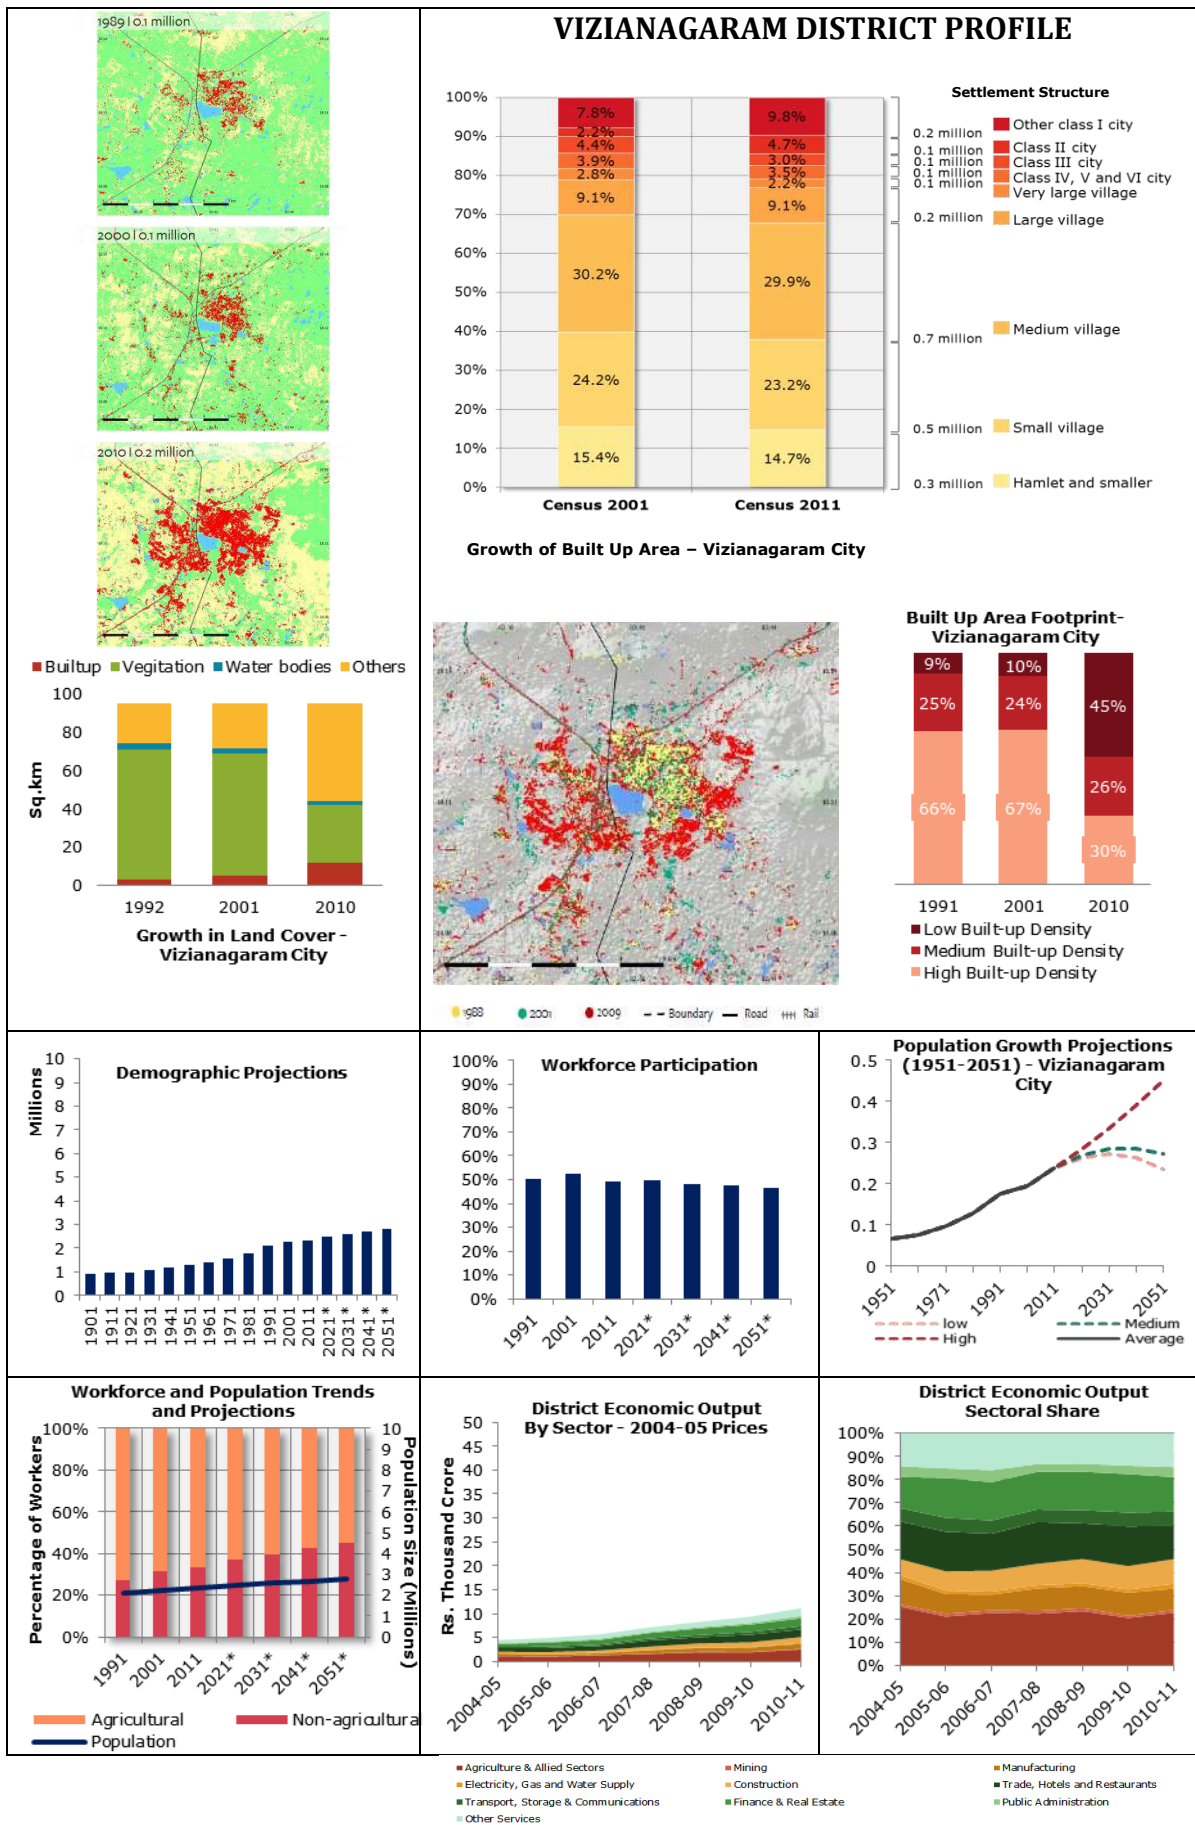 VIZIANAGARAM DISTRICT PROFILE
1989 | 0.1 million
2000 | 0.1 million
2010 | 0.2 million
Builtup Vegitation Water bodies Others
100
80
60
40
20
0
Sq.km
1992 2001 2010
Growth in Land Cover -
Vizianagaram City
100%
90%
80%
70%
60%
50%
40%
30%
20%
10%
0%
7.8%
2.2%
4.4%
3.9%
2.8%
9.1%
30.2%
24.2%
15.4%
9.8%
4.7%
3.0%
3.5%
2.2%
9.1%
29.9%
23.2%
14.7%
Census 2001 Census 2011
Settlement Structure
0.2 million Other class I city
0.1 million Class II city
0.1 million Class III city
0.1 million Class IV, V and VI city
0.1 million Very large village
0.2 million Large village
0.7 million Medium village
0.5 million Small village
0.3 million Hamlet and smaller
Growth of Built Up Area – Vizianagaram City
1988 2001 2009 Boundary Road Rail
Built Up Area Footprint-
Vizianagaram City
9% 10% 45%
25% 24% 26%
66% 67% 30%
1991 2001 2010
Low Built-up Density
Medium Built-up Density
High Built-up Density
Demographic Projections
Millions
10
9
8
7
6
5
4
3
2
1
0
1901 1911 1921 1931 1941 1951 1961 1971 1981 1991 2001 2011 2021* 2031* 2041* 2051*
Workforce Participation
100%
90%
80%
70%
60%
50%
40%
30%
20%
10%
0%
1991 2001 2011 2021* 2031* 2041* 2051*
Population Growth Projections
(1951-2051) - Vizianagaram
City
0.5
0.4
0.3
0.2
0.1
0
1951 1971 1991 2011 2031 2051
low Medium
High Average
Workforce and Population Trends
and Projections
Percentage of Workers
100%
80%
60%
40%
20%
0%
10
9
8
7
6
5
4
3
2
1
0
Population Size (Millions)
1991 2001 2011 2021* 2031* 2041* 2051*
Agricultural Non-agricultural
Population
District Economic Output
By Sector - 2004-05 Prices
Rs. Thousand Crore
50
45
40
35
30
25
20
15
10
5
0
2004-05 2005-06 2006-07 2007-08 2008-09 2009-10 2010-11
District Economic Output
Sectoral Share
100%
90%
80%
70%
60%
50%
40%
30%
20%
10%
0%
2004-05 2005-06 2006-07 2007-08 2008-09 2009-10 2010-11
Agriculture & Allied Sectors Mining Manufacturing
Electricity, Gas and Water Supply Construction Trade, Hotels and Restaurants
Transport, Storage & Communications Finance & Real Estate Public Administration
Other Services